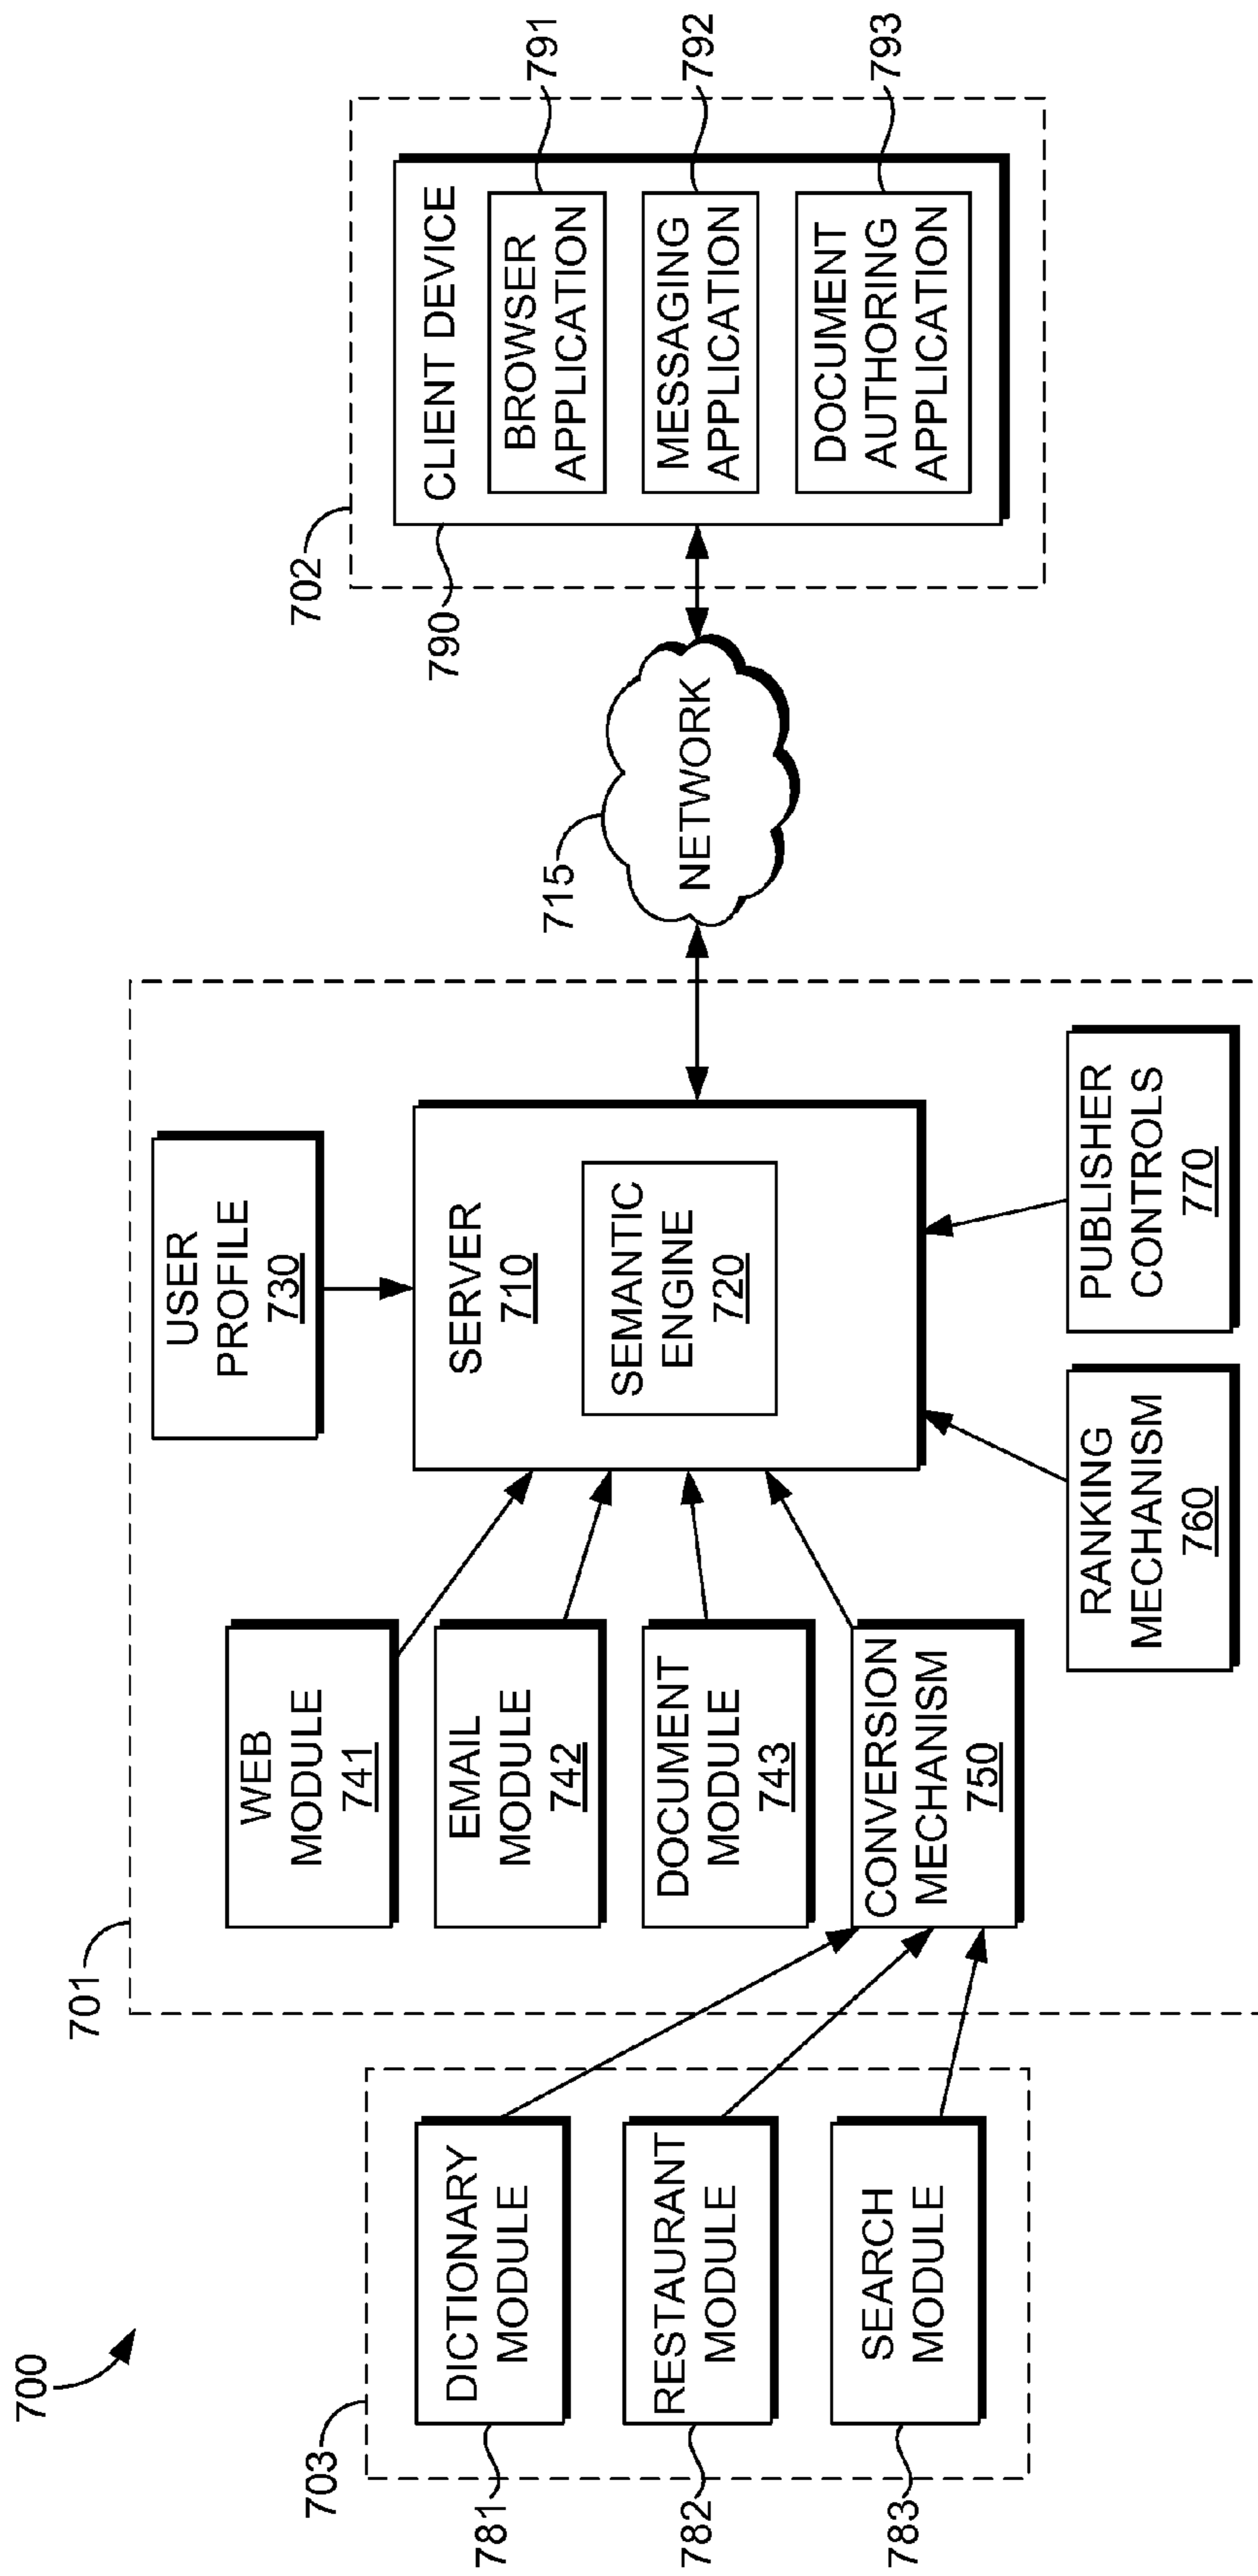 700
703
DICTIONARY
MODULE
781
RESTAURANT
MODULE
782
SEARCH
MODULE
783
701
WEB
MODULE
741
EMAIL
MODULE
742
DOCUMENT
MODULE
743
CONVERSION
MECHANISM
750
USER
PROFILE
730
SERVER
710
SEMANTIC
ENGINE
720
RANKING
MECHANISM
760
PUBLISHER
CONTROLS
770
715
NETWORK
702
790
CLIENT DEVICE
BROWSER
APPLICATION
791
MESSAGING
APPLICATION
792
DOCUMENT
AUTHORING
APPLICATION
793